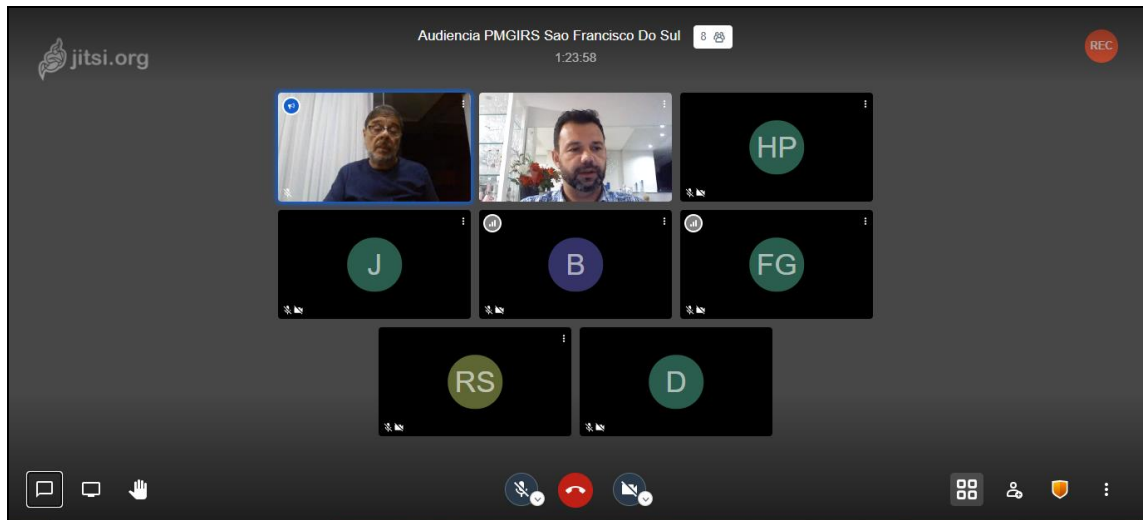 jitsi.org
Audiencia PMGIRS Sao Francisco Do Sul 8
1:23:58
REC
HP
J
B
FG
RS
D